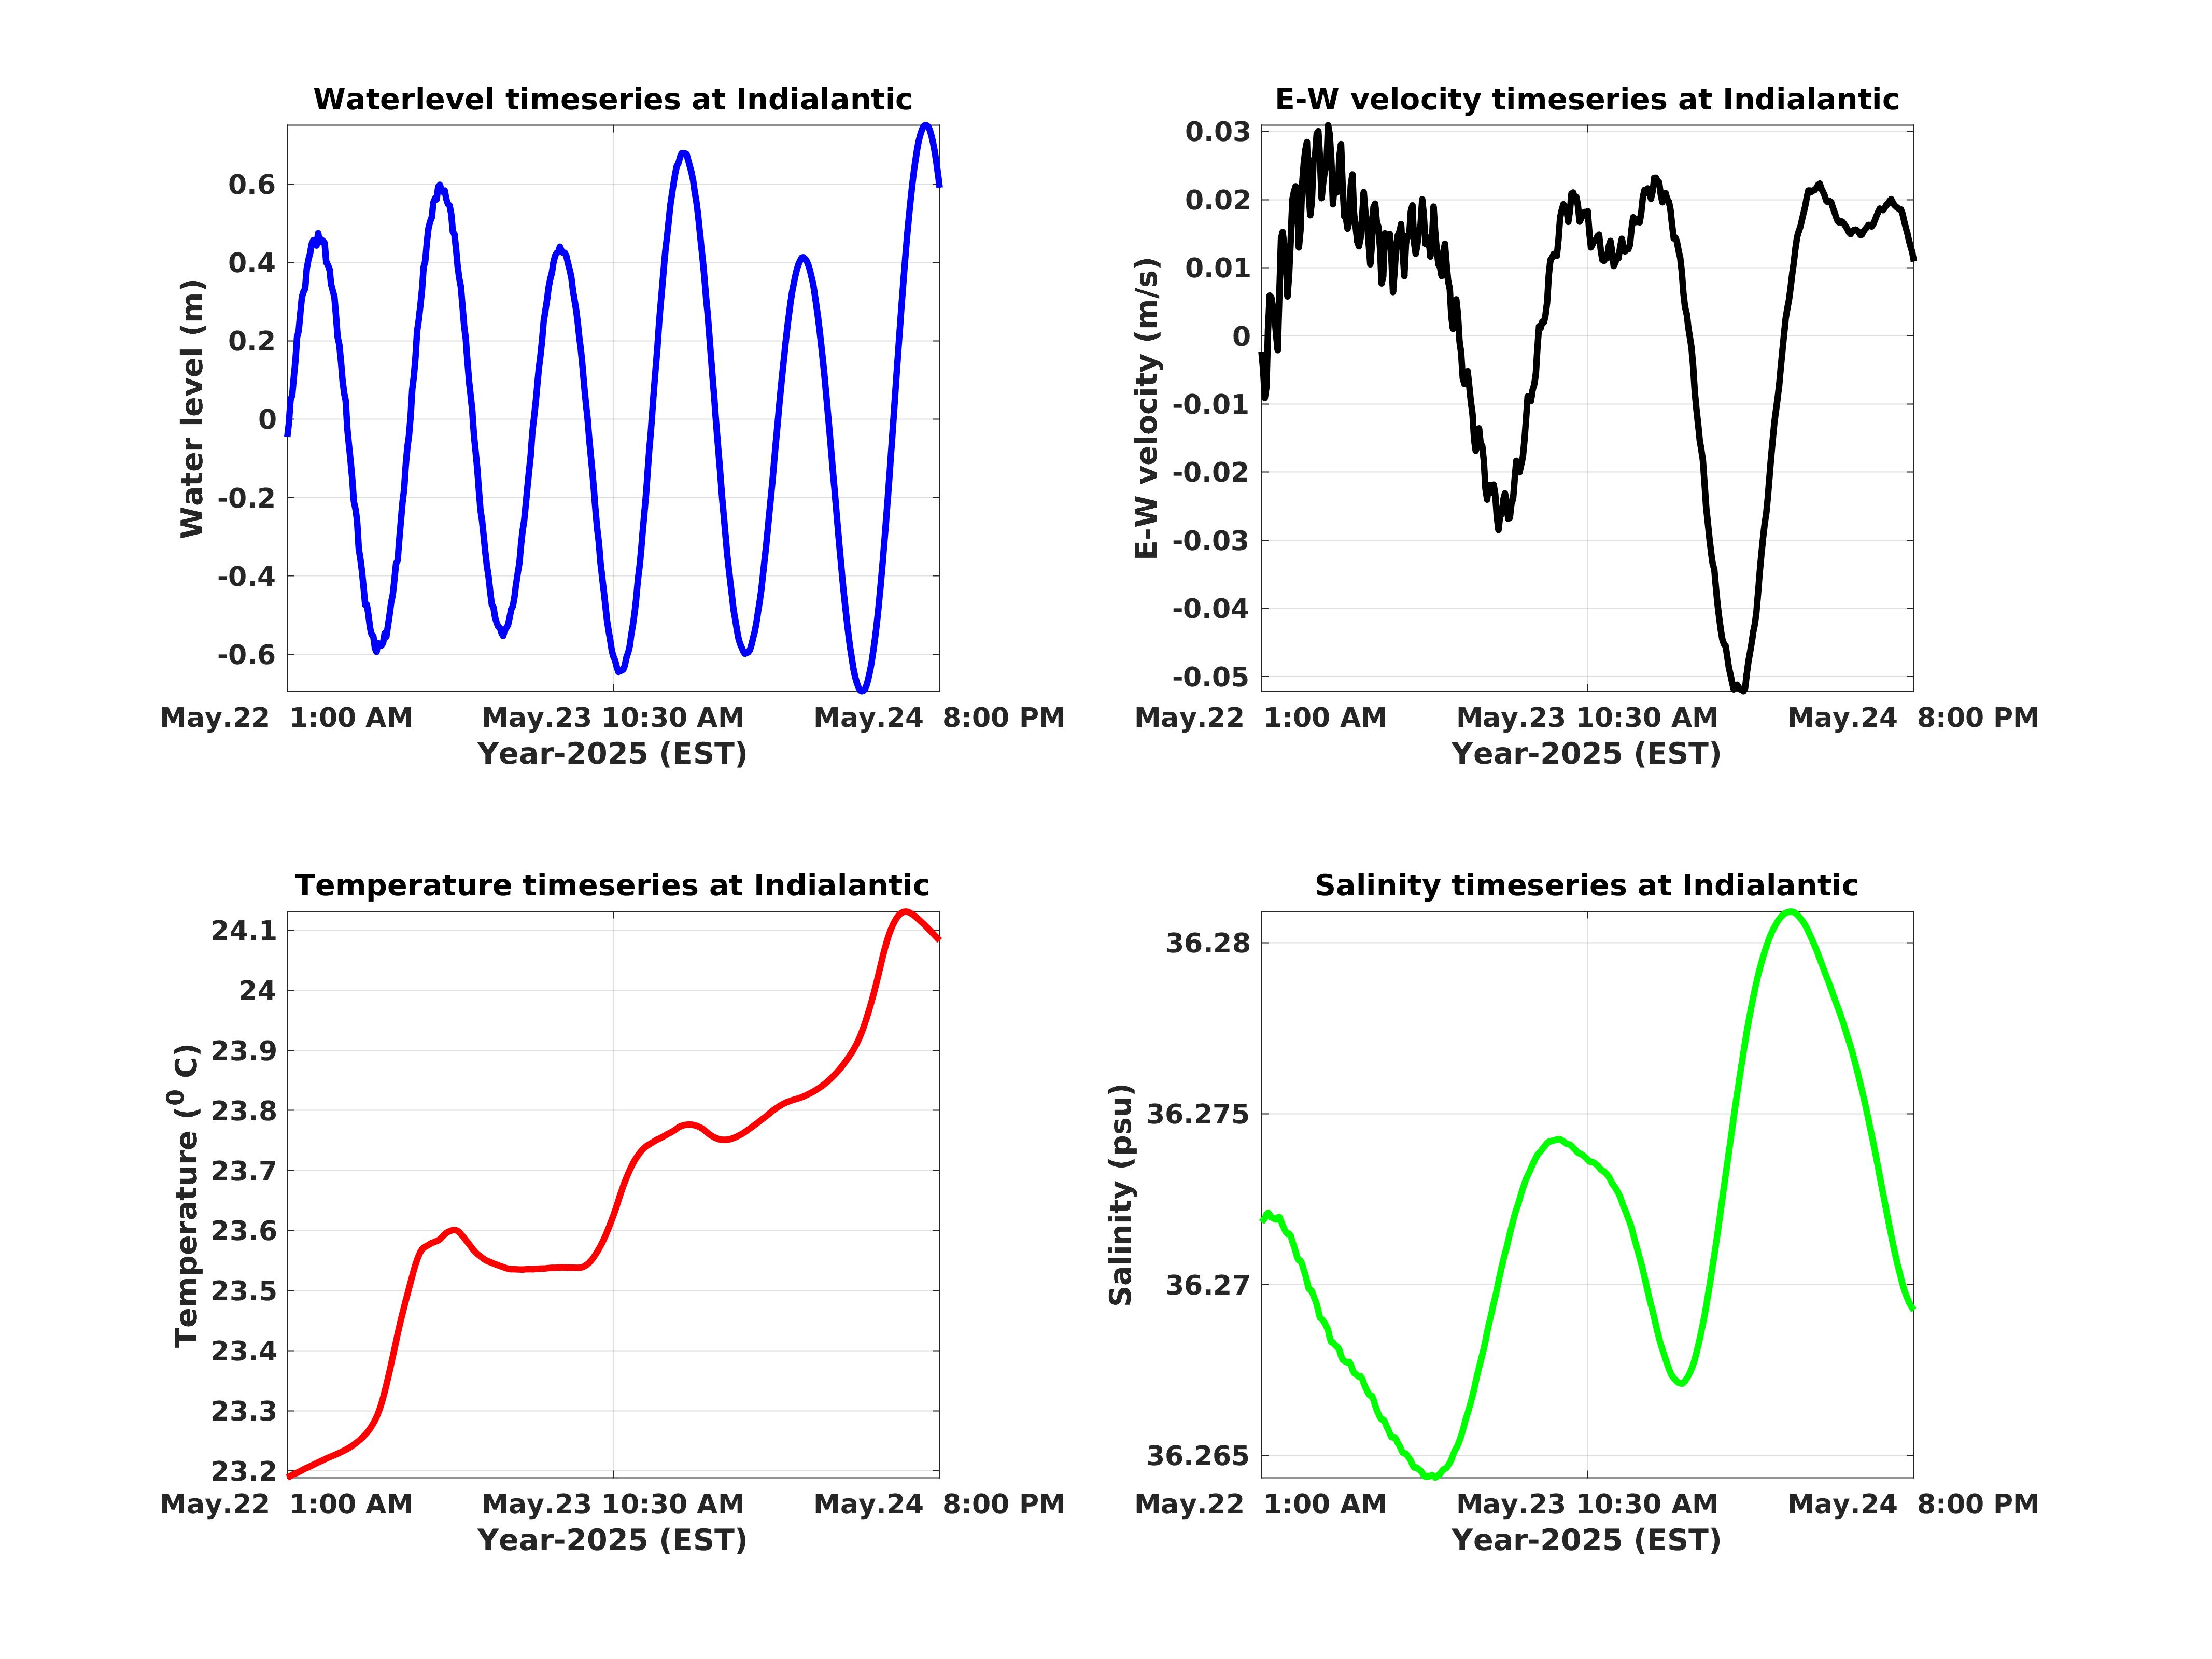 Waterlevel timeseries at Indialantic
Water level (m)
0.6
0.4
0.2
0
-0.2
-0.4
-0.6
May.22 1:00 AM
May.23 10:30 AM
May.24 8:00 PM
Year-2025 (EST)
E-W velocity timeseries at Indialantic
E-W velocity (m/s)
0.03
0.02
0.01
0
-0.01
-0.02
-0.03
-0.04
-0.05
May.22 1:00 AM
May.23 10:30 AM
May.24 8:00 PM
Year-2025 (EST)
Temperature timeseries at Indialantic
Temperature (⁰ C)
24.1
24
23.9
23.8
23.7
23.6
23.5
23.4
23.3
23.2
May.22 1:00 AM
May.23 10:30 AM
May.24 8:00 PM
Year-2025 (EST)
Salinity timeseries at Indialantic
Salinity (psu)
36.28
36.275
36.27
36.265
May.22 1:00 AM
May.23 10:30 AM
May.24 8:00 PM
Year-2025 (EST)